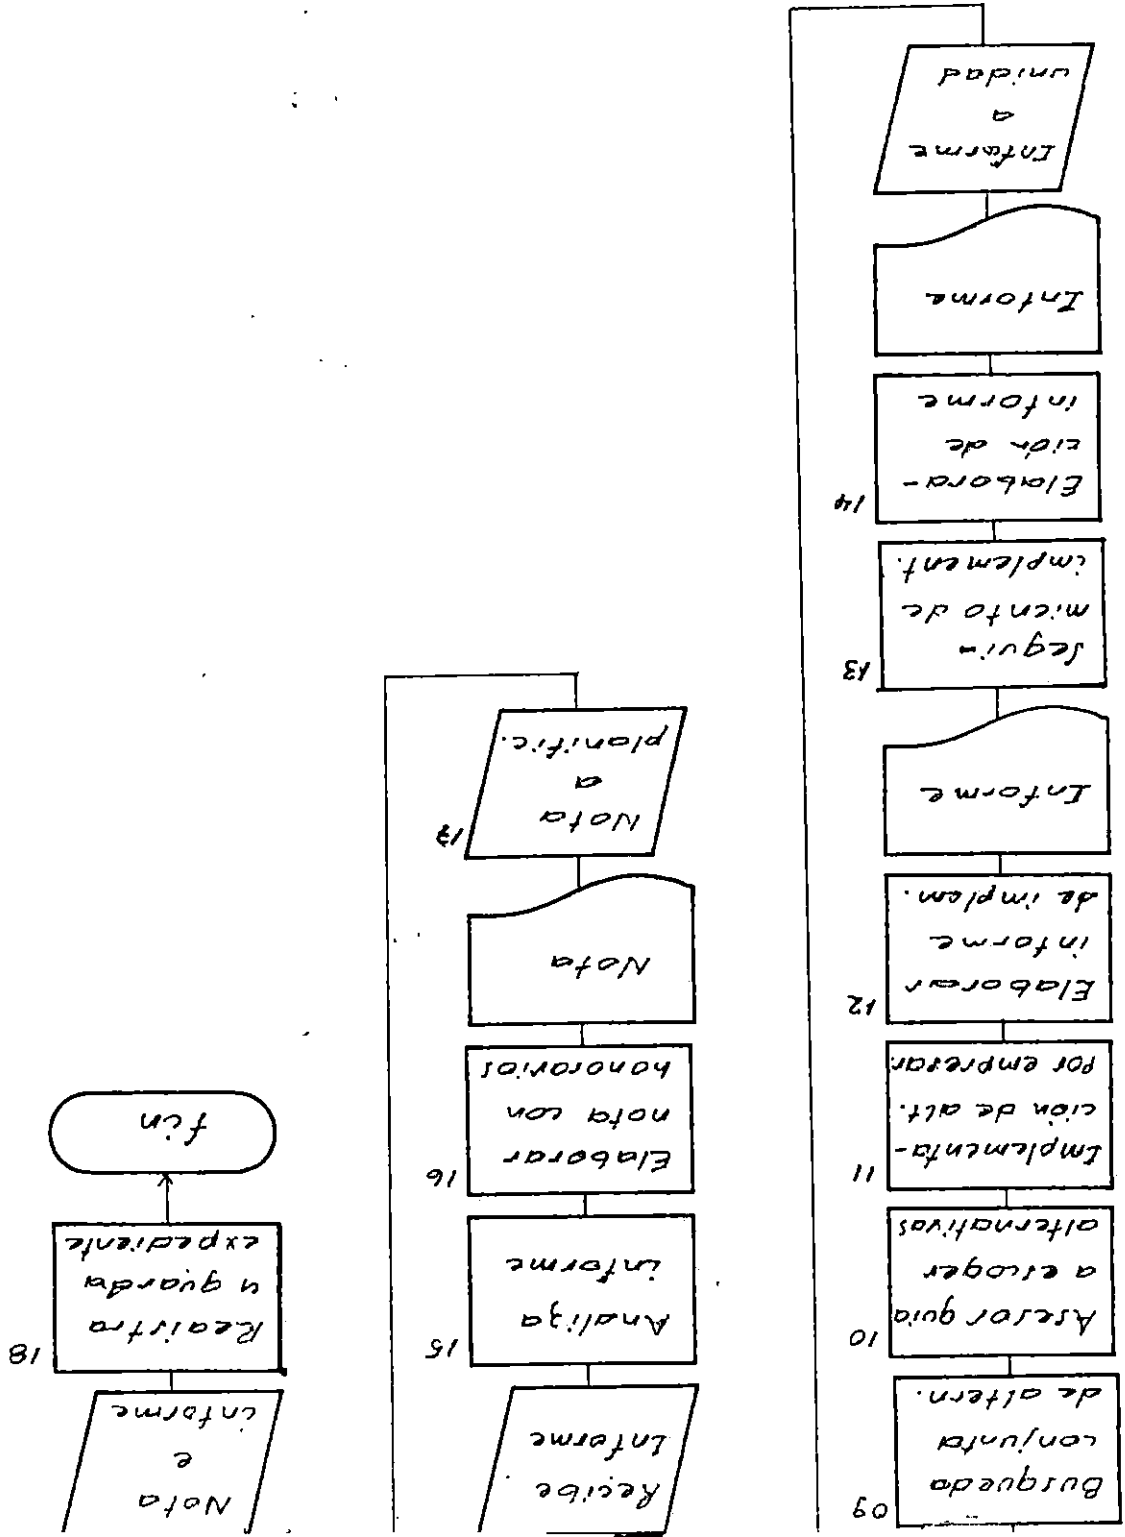 09
Busqueda
conjunta
de altern.
10
Asesor guia
a escoger
alternativas
11
Implementa-
ción de alt.
por empresar.
12
Elaborar
informe
de implem.
Informe
13
Segui-
miento de
implement.
14
Elabora-
ción de
informe
Informe
Informe
a
unidad
Recibe
Informe
15
Analiza
informe
16
Elaborar
nota con
honorarios
Nota
17
Nota
a
planific.
Nota
e
informe
18
Registra
y guarda
expediente
fin